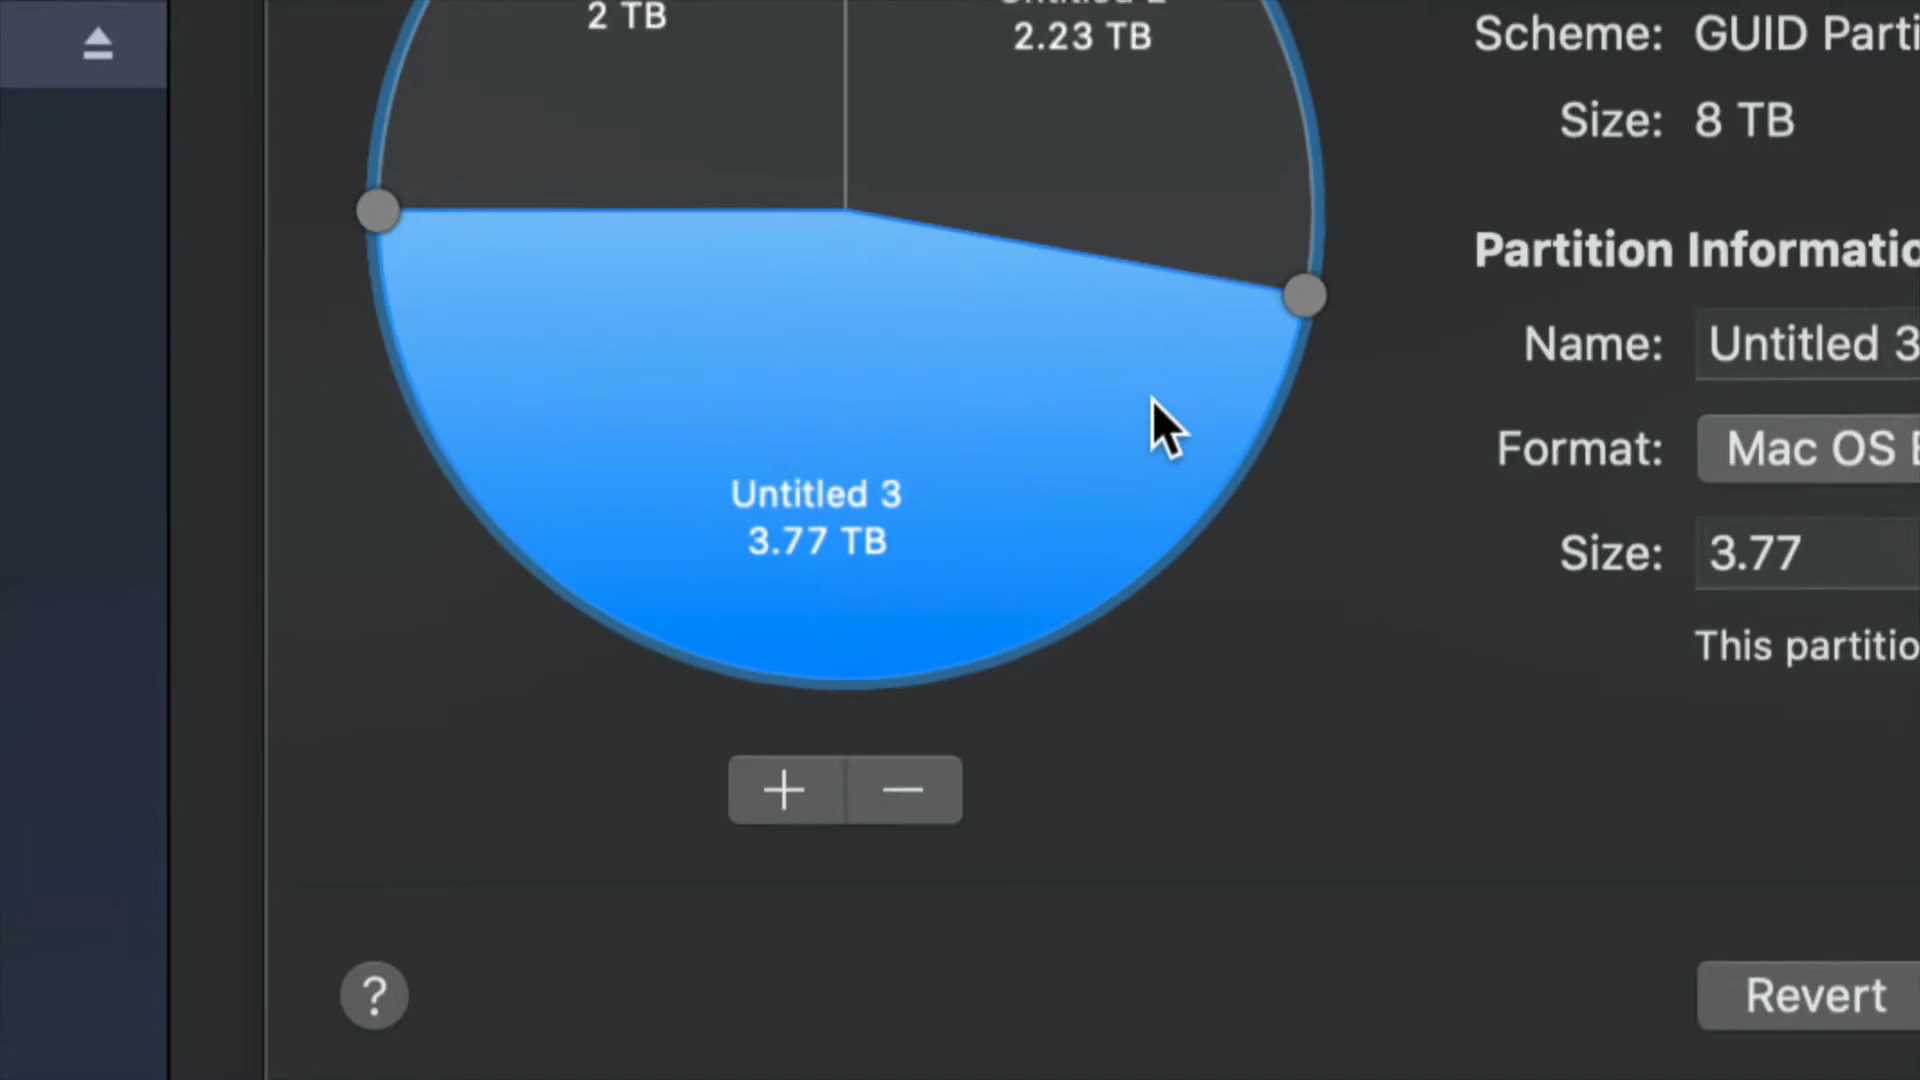 2 TB
2.23 TB
Scheme: GUID Parti
Size: 8 TB
Partition Informatio
Name: Untitled 3
Format: Mac OS E
Untitled 3
3.77 TB
Size: 3.77
This partitio
+ −
?
Revert